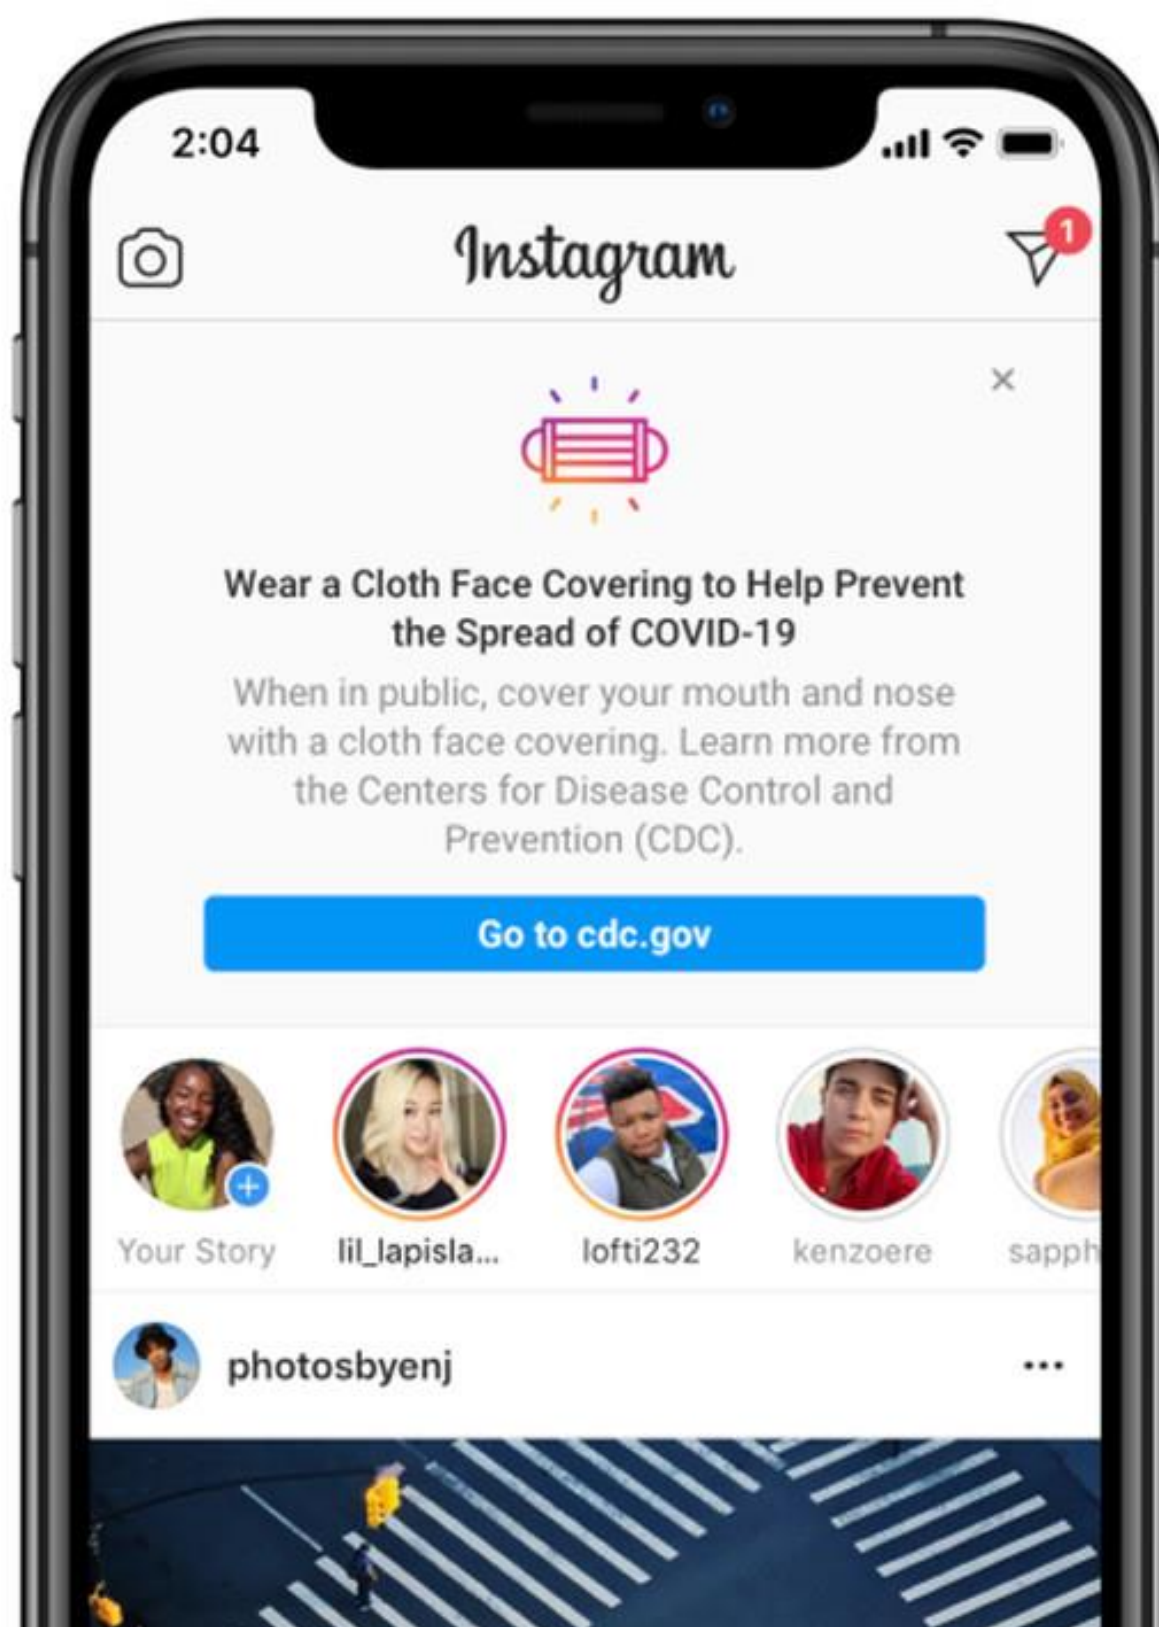 2:04
Instagram
1
Wear a Cloth Face Covering to Help Prevent
the Spread of COVID-19
When in public, cover your mouth and nose
with a cloth face covering. Learn more from
the Centers for Disease Control and
Prevention (CDC).
Go to cdc.gov
Your Story lil_lapisla... lofti232 kenzoere sapph
photosbyenj